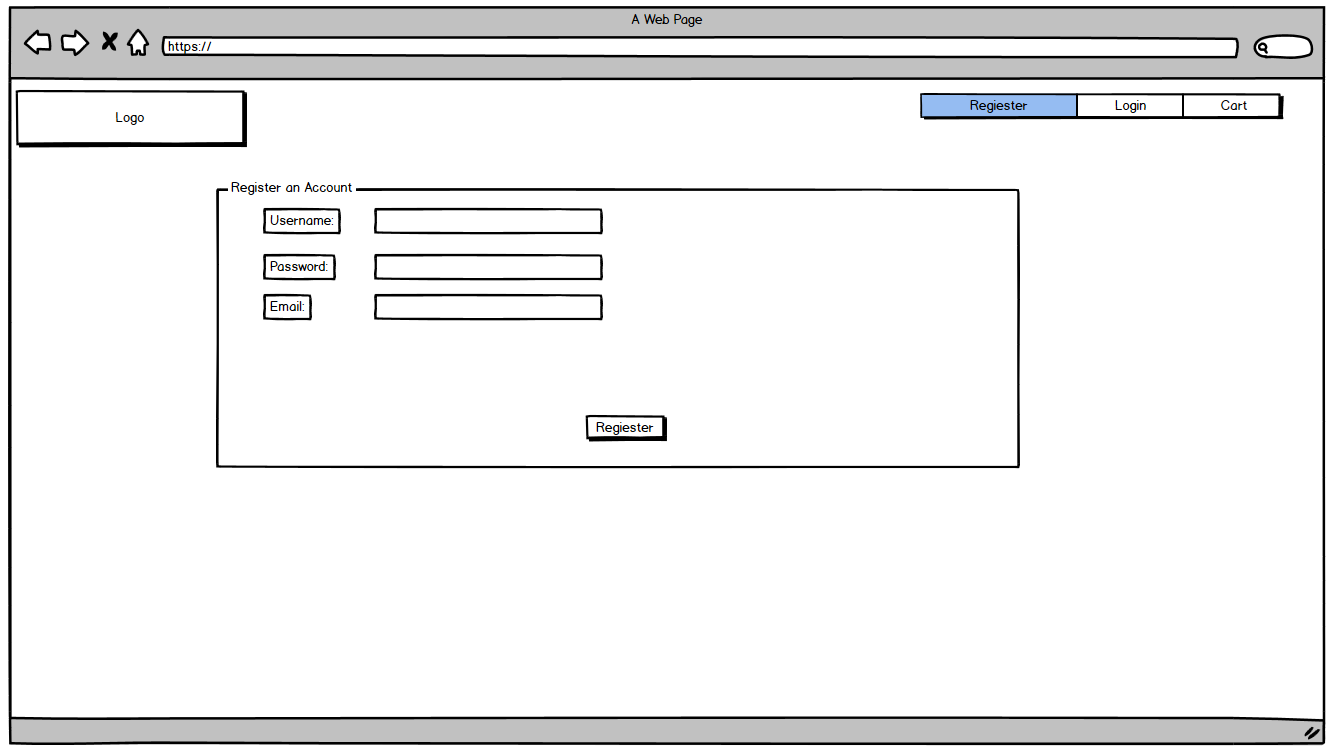 A Web Page
https://
Logo
Regiester Login Cart
Register an Account
Username:
Password:
Email:
Regiester